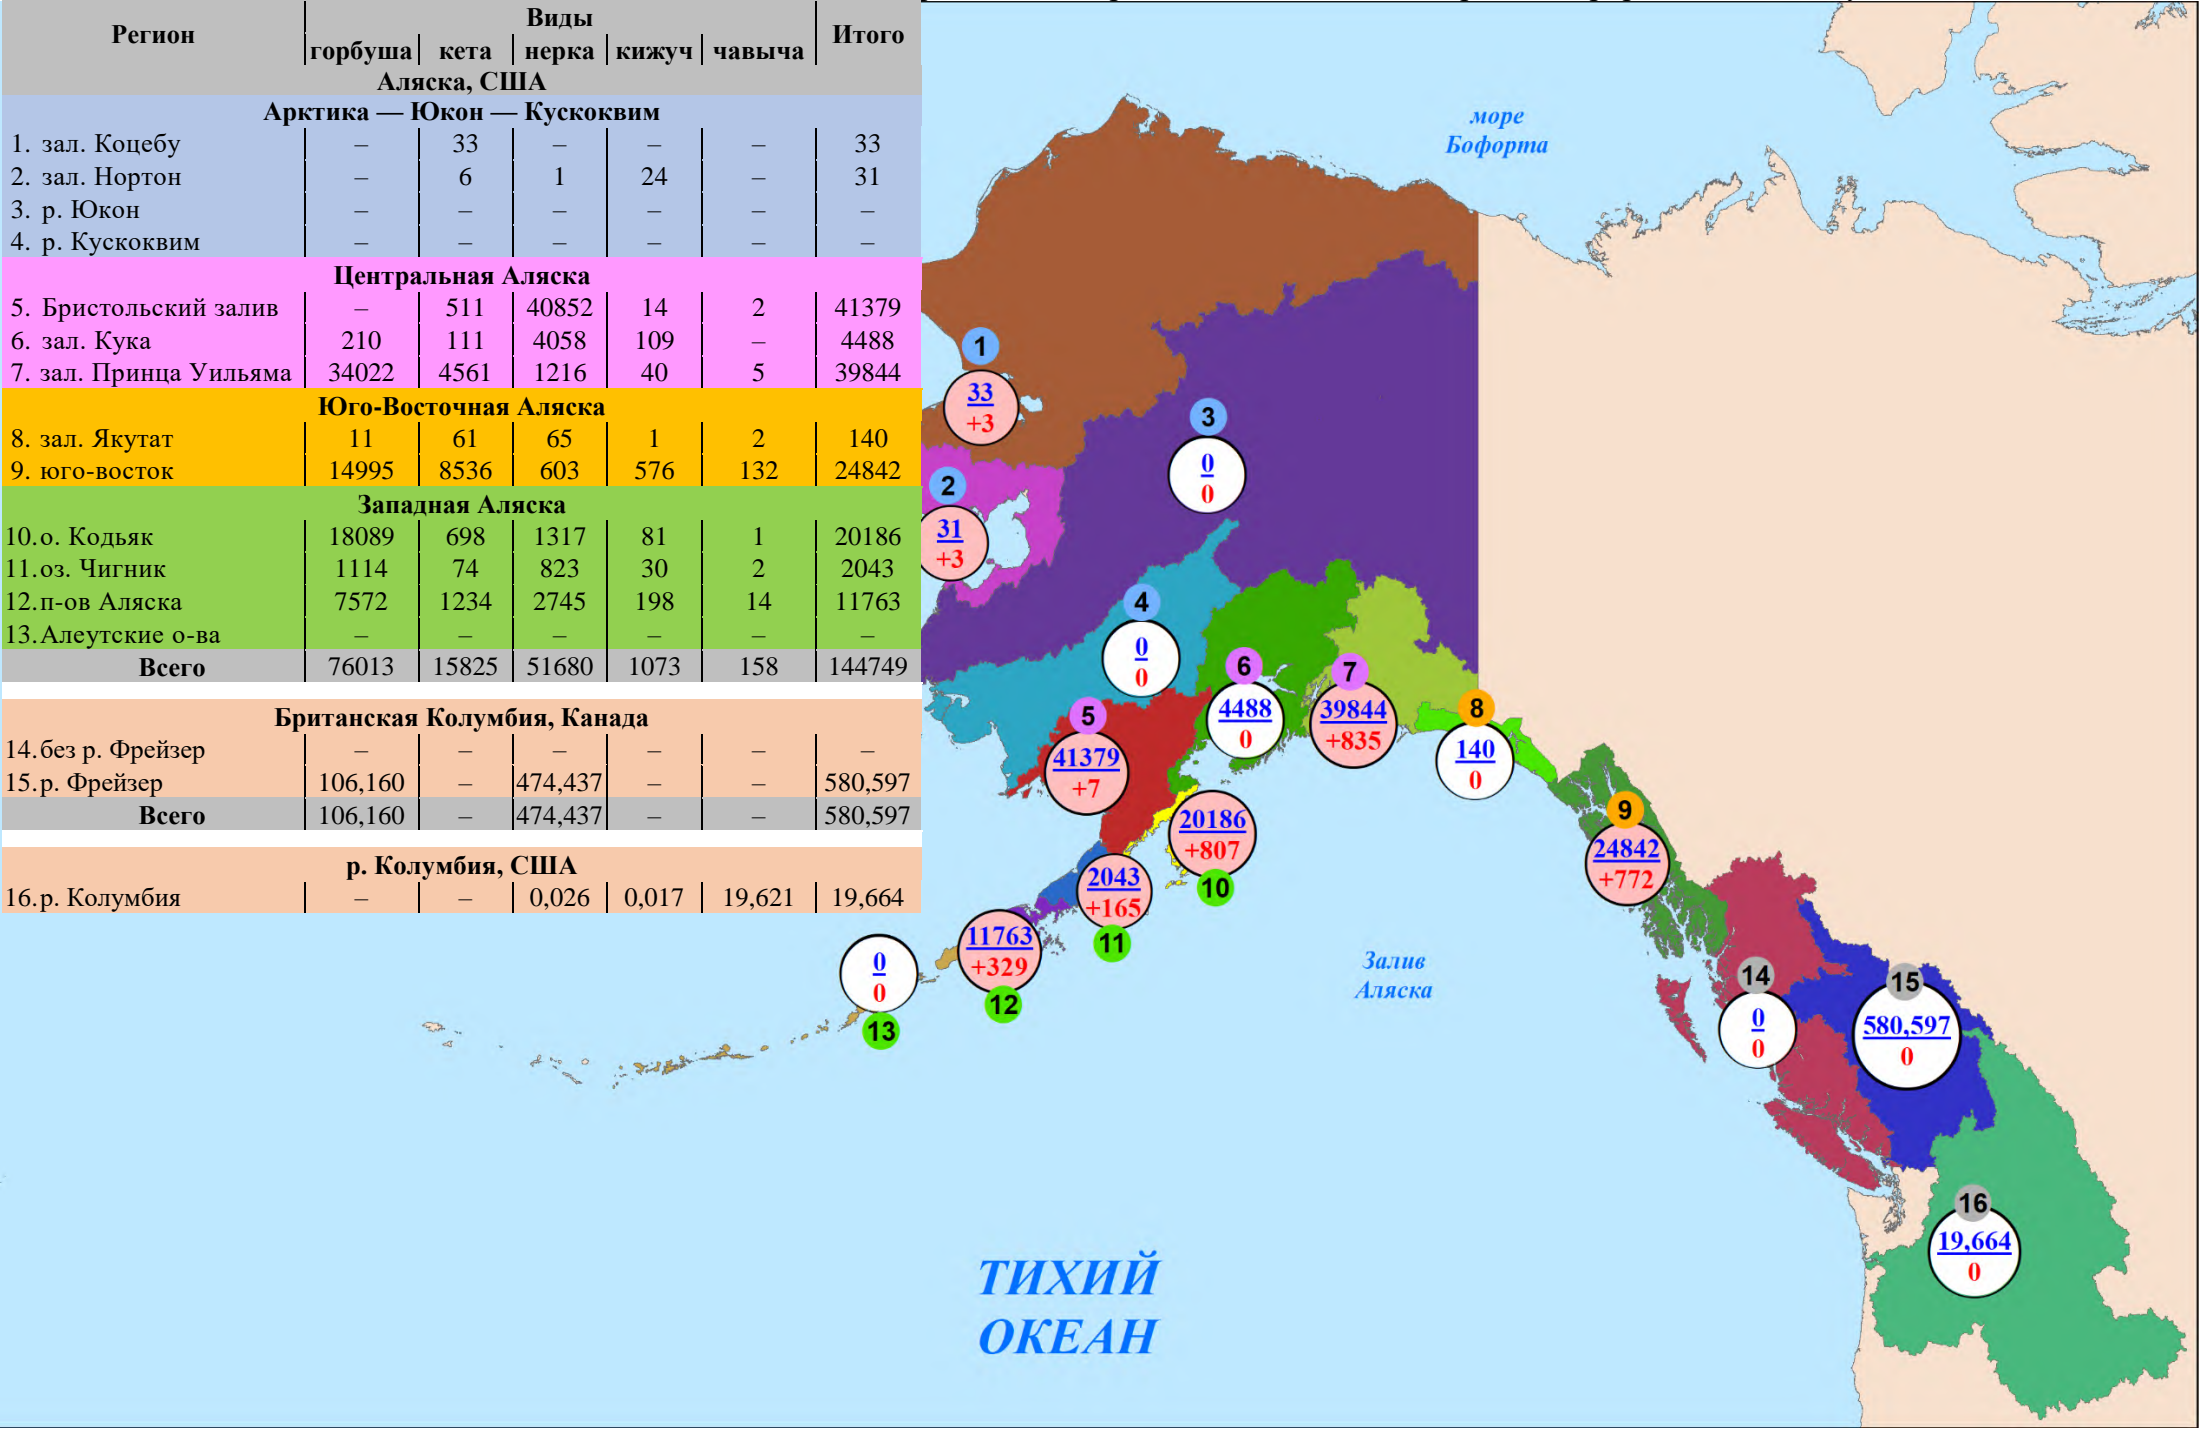 Регион Виды Итого
горбуша кета нерка кижуч чавыча
Аляска, США
Арктика — Юкон — Кускоквим
1. зал. Коцебу – 33 – – – 33
2. зал. Нортон – 6 1 24 – 31
3. р. Юкон – – – – – –
4. р. Кускоквим – – – – – –
Центральная Аляска
5. Бристольский залив – 511 40852 14 2 41379
6. зал. Кука 210 111 4058 109 – 4488
7. зал. Принца Уильяма 34022 4561 1216 40 5 39844
Юго-Восточная Аляска
8. зал. Якутат 11 61 65 1 2 140
9. юго-восток 14995 8536 603 576 132 24842
Западная Аляска
10.о. Кодьяк 18089 698 1317 81 1 20186
11.оз. Чигник 1114 74 823 30 2 2043
12.п-ов Аляска 7572 1234 2745 198 14 11763
13.Алеутские о-ва – – – – – –
Всего 76013 15825 51680 1073 158 144749
Британская Колумбия, Канада
14.без р. Фрейзер – – – – – –
15.р. Фрейзер 106,160 – 474,437 – – 580,597
Всего 106,160 – 474,437 – – 580,597
р. Колумбия, США
16.р. Колумбия – – 0,026 0,017 19,621 19,664
море
Бофорта
1
33
+3
2
31
+3
3
0
0
4
0
0
5
41379
+7
6
4488
0
7
39844
+835
8
140
0
9
24842
+772
20186
+807
10
2043
+165
11
11763
+329
12
0
0
13
14
0
0
15
580,597
0
16
19,664
0
Залив
Аляска
ТИХИЙ
ОКЕАН